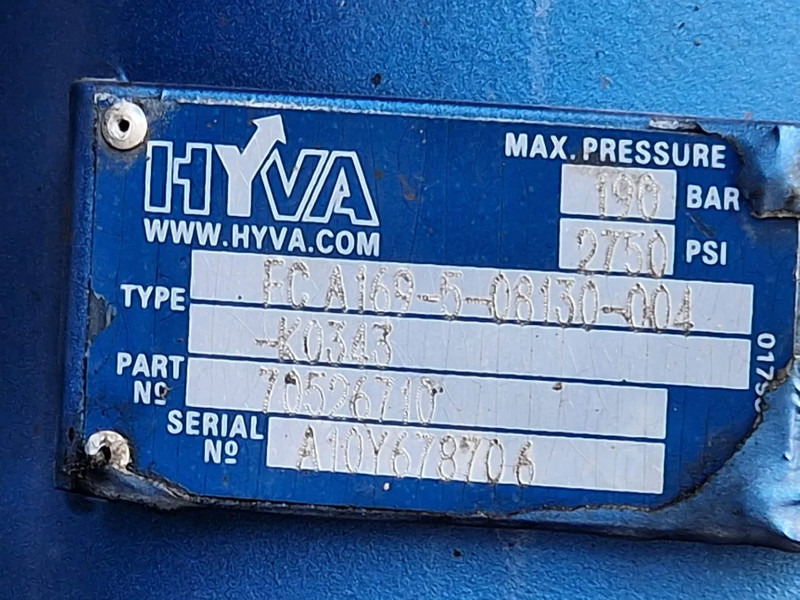 HYVA
WWW.HYVA.COM
MAX. PRESSURE
190 BAR
2750 PSI
TYPE FC A169-5-08130-004
-K0343
PART Nº 70526710
SERIAL Nº A10Y678706